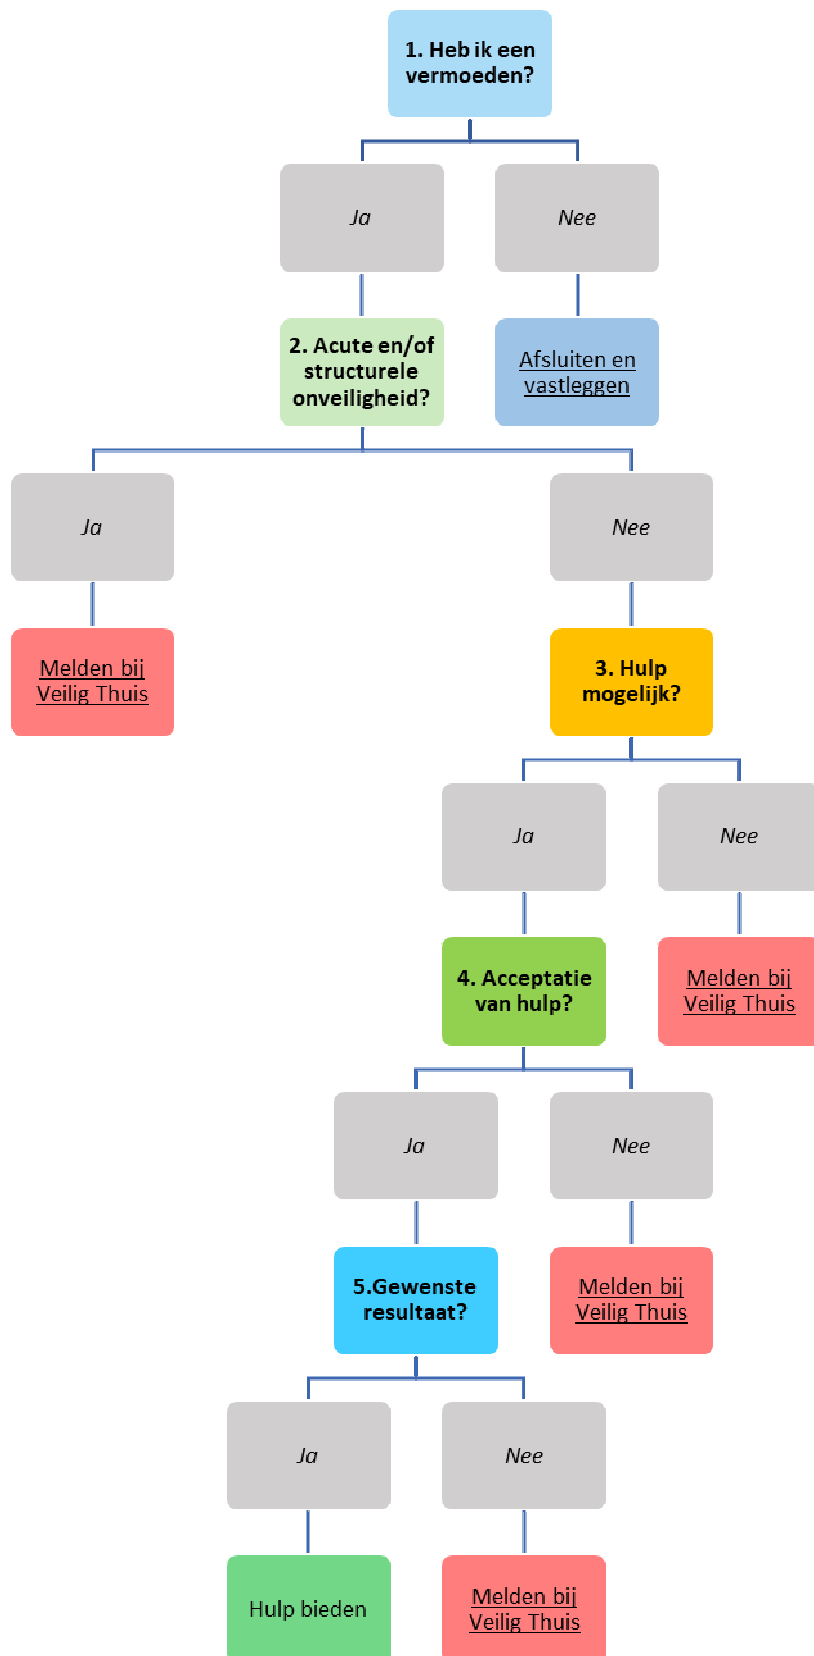 1. Heb ik een
vermoeden?
Ja
Nee
2. Acute en/of
structurele
onveiligheid?
Afsluiten en
vastleggen
Ja
Nee
Melden bij
Veilig Thuis
3. Hulp
mogelijk?
Ja
Nee
4. Acceptatie
van hulp?
Melden bij
Veilig Thuis
Ja
Nee
5.Gewenste
resultaat?
Melden bij
Veilig Thuis
Ja
Nee
Hulp bieden
Melden bij
Veilig Thuis